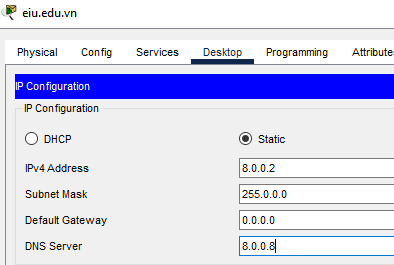 eiu.edu.vn
Physical Config Services Desktop Programming Attributes
IP Configuration
IP Configuration
DHCP Static
IPv4 Address 8.0.0.2
Subnet Mask 255.0.0.0
Default Gateway 0.0.0.0
DNS Server 8.0.0.8